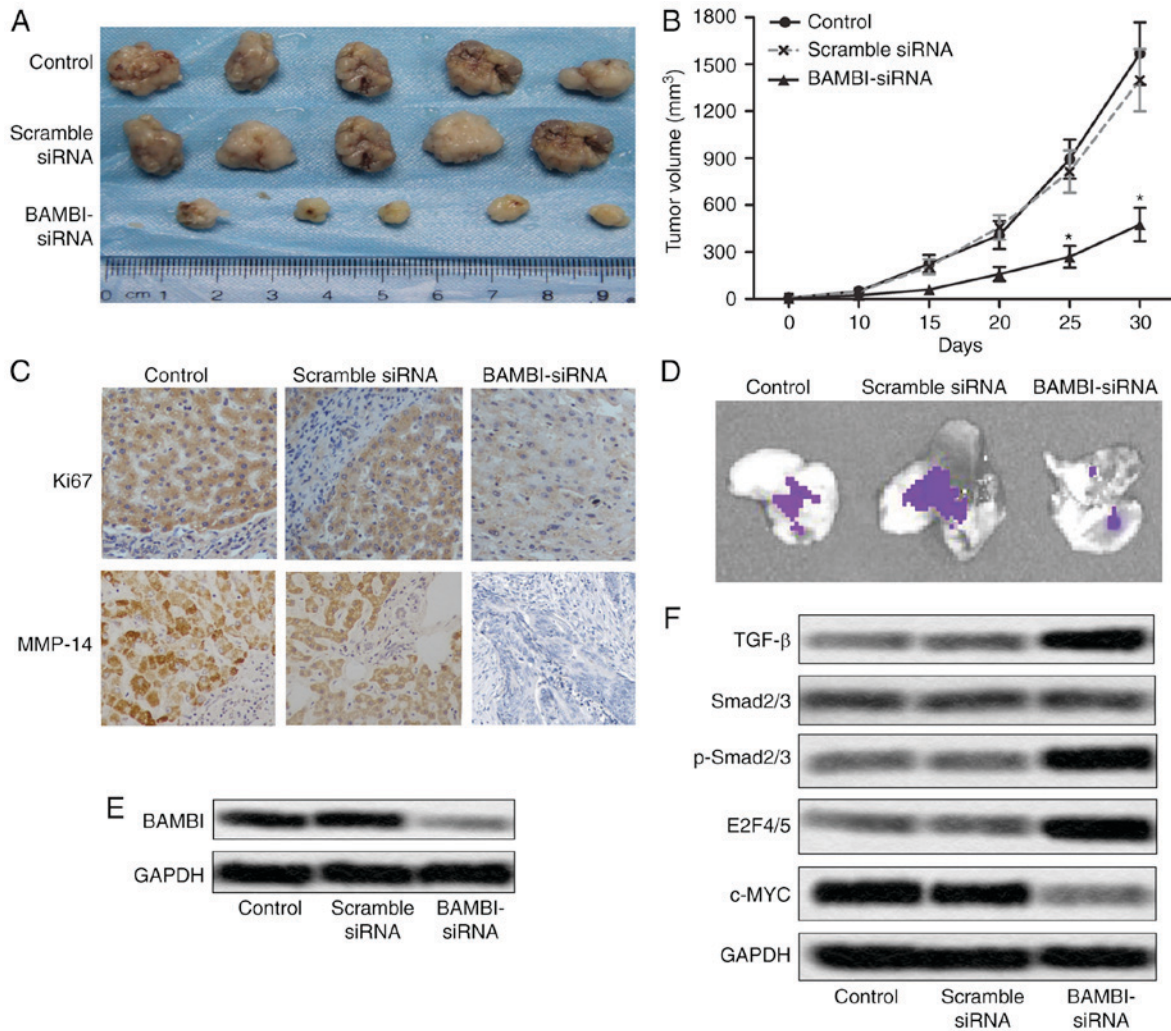 A
Control
Scramble
siRNA
BAMBI-
siRNA
0 cm 1 2 3 4 5 6 7 8 9
B
Control
Scramble siRNA
BAMBI-siRNA
Tumor volume (mm³)
1800
1500
1200
900
600
300
0
*
*
0 10 15 20 25 30
Days
C
Control Scramble siRNA BAMBI-siRNA
Ki67
MMP-14
D
Control Scramble siRNA BAMBI-siRNA
E
BAMBI
GAPDH
Control Scramble siRNA BAMBI-siRNA
F
TGF-β
Smad2/3
p-Smad2/3
E2F4/5
c-MYC
GAPDH
Control Scramble siRNA BAMBI-siRNA